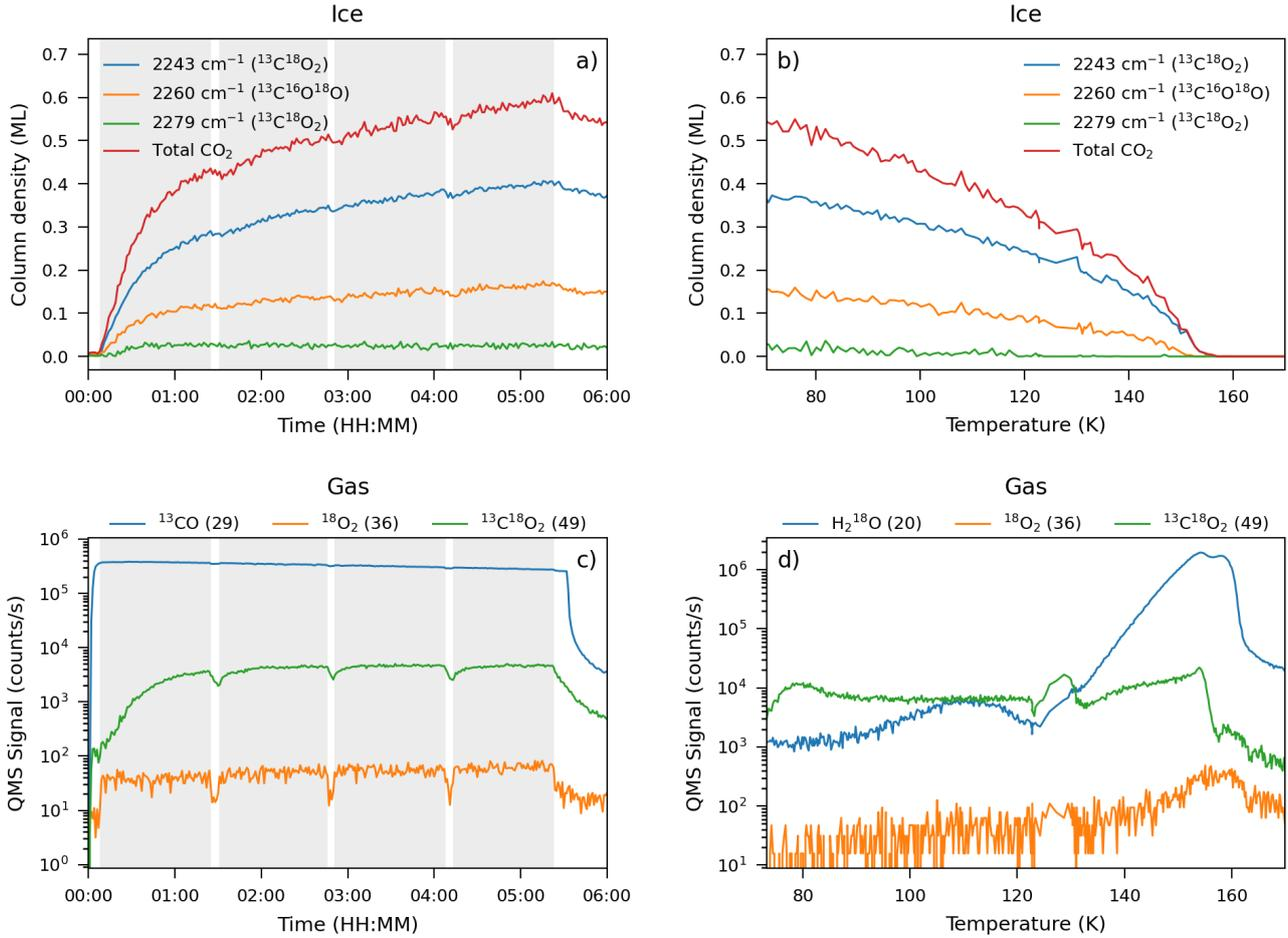 Ice
a)
2243 cm⁻¹ (¹³C¹⁸O₂)
2260 cm⁻¹ (¹³C¹⁶O¹⁸O)
2279 cm⁻¹ (¹³C¹⁸O₂)
Total CO₂
0.7
0.6
0.5
0.4
0.3
0.2
0.1
0.0
Column density (ML)
00:00 01:00 02:00 03:00 04:00 05:00 06:00
Time (HH:MM)
Ice
b)
2243 cm⁻¹ (¹³C¹⁸O₂)
2260 cm⁻¹ (¹³C¹⁶O¹⁸O)
2279 cm⁻¹ (¹³C¹⁸O₂)
Total CO₂
0.7
0.6
0.5
0.4
0.3
0.2
0.1
0.0
Column density (ML)
80 100 120 140 160
Temperature (K)
Gas
¹³CO (29) ¹⁸O₂ (36) ¹³C¹⁸O₂ (49)
c)
10⁶
10⁵
10⁴
10³
10²
10¹
10⁰
QMS Signal (counts/s)
00:00 01:00 02:00 03:00 04:00 05:00 06:00
Time (HH:MM)
Gas
H₂¹⁸O (20) ¹⁸O₂ (36) ¹³C¹⁸O₂ (49)
d)
10⁶
10⁵
10⁴
10³
10²
10¹
QMS Signal (counts/s)
80 100 120 140 160
Temperature (K)